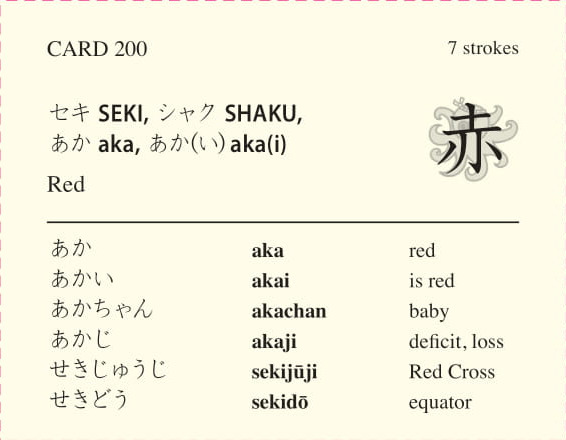 CARD 200 7 strokes
セキ SEKI, シャク SHAKU,
あか aka, あか(い) aka(i)
赤
Red
あか aka red
あかい akai is red
あかちゃん akachan baby
あかじ akaji deficit, loss
せきじゅうじ sekijūji Red Cross
せきどう sekidō equator